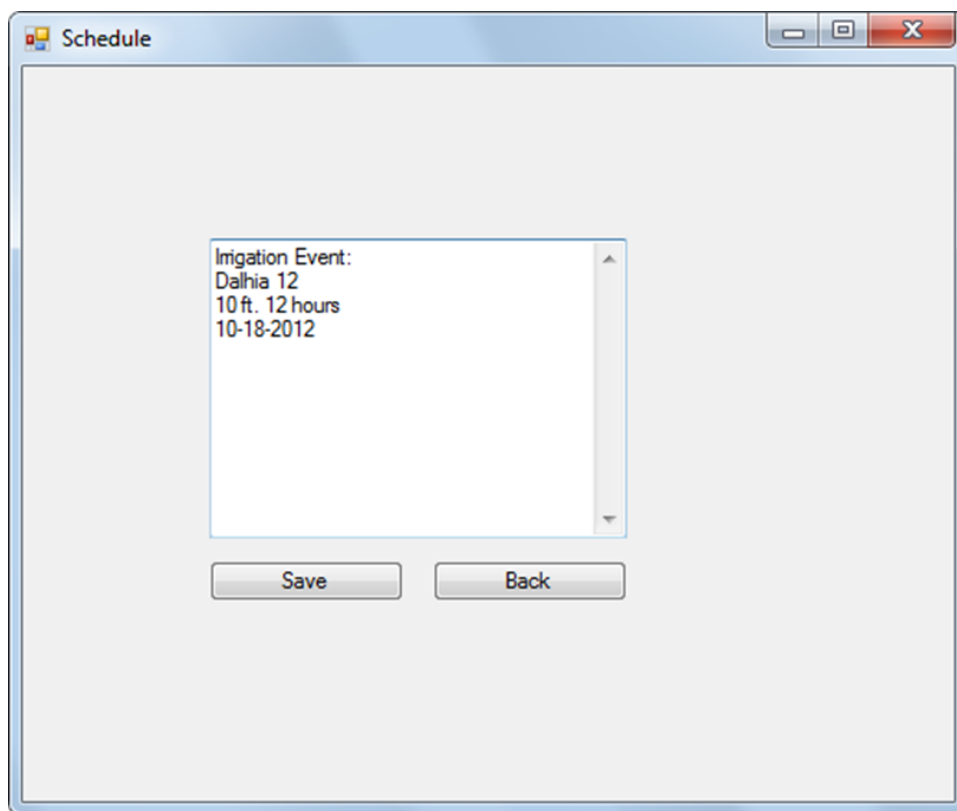 Schedule
Irrigation Event:
Dalhia 12
10 ft. 12 hours
10-18-2012
Save
Back